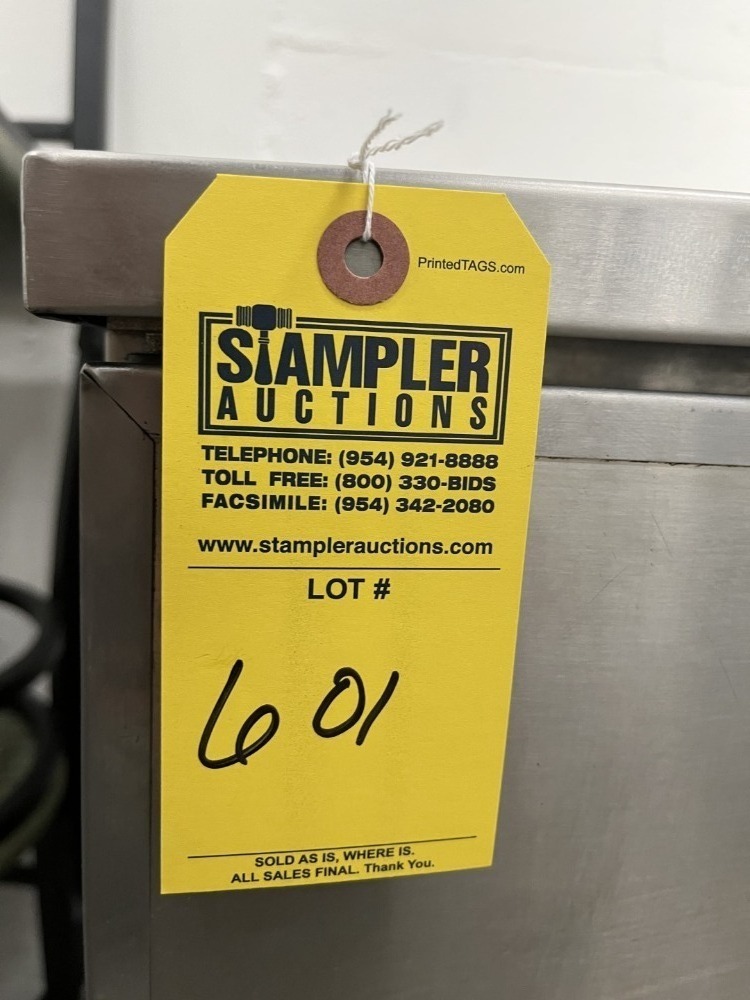 PrintedTAGS.com
STAMPLER
AUCTIONS
TELEPHONE: (954) 921-8888
TOLL FREE: (800) 330-BIDS
FACSIMILE: (954) 342-2080
www.stamplerauctions.com
LOT #
601
SOLD AS IS, WHERE IS.
ALL SALES FINAL. Thank You.